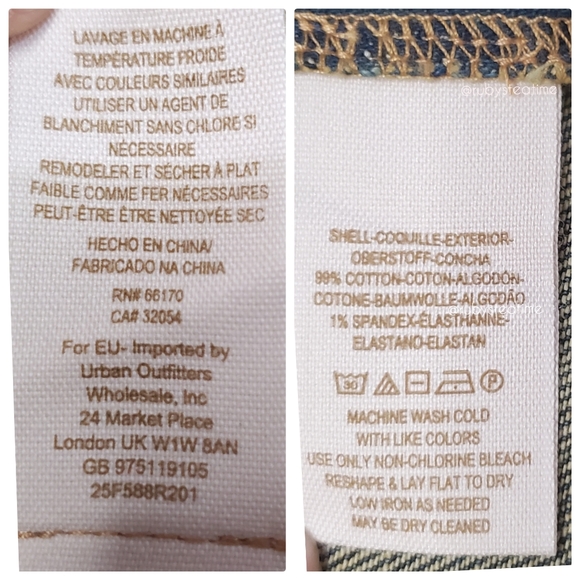 LAVAGE EN MACHINE À
TEMPÉRATURE FROIDE
AVEC COULEURS SIMILAIRES
UTILISER UN AGENT DE
BLANCHIMENT SANS CHLORE SI
NÉCESSAIRE
REMODELER ET SÉCHER À PLAT
FAIBLE COMME FER NÉCESSAIRES
PEUT-ÊTRE ÊTRE NETTOYÉE SEC
HECHO EN CHINA/
FABRICADO NA CHINA
RN# 66170
CA# 32054
For EU- Imported by
Urban Outfitters
Wholesale, Inc
24 Market Place
London UK W1W 8AN
GB 975119105
25F588R201
@rubysteatime
SHELL-COQUILLE-EXTERIOR-
OBERSTOFF-CONCHA
99% COTTON-COTON-ALGODÓN-
COTONE-BAUMWOLLE-ALGODÃO
1% SPANDEX-ÉLASTHANNE-
ELASTANO-ELASTAN
30 P
MACHINE WASH COLD
WITH LIKE COLORS
USE ONLY NON-CHLORINE BLEACH
RESHAPE & LAY FLAT TO DRY
LOW IRON AS NEEDED
MAY BE DRY CLEANED